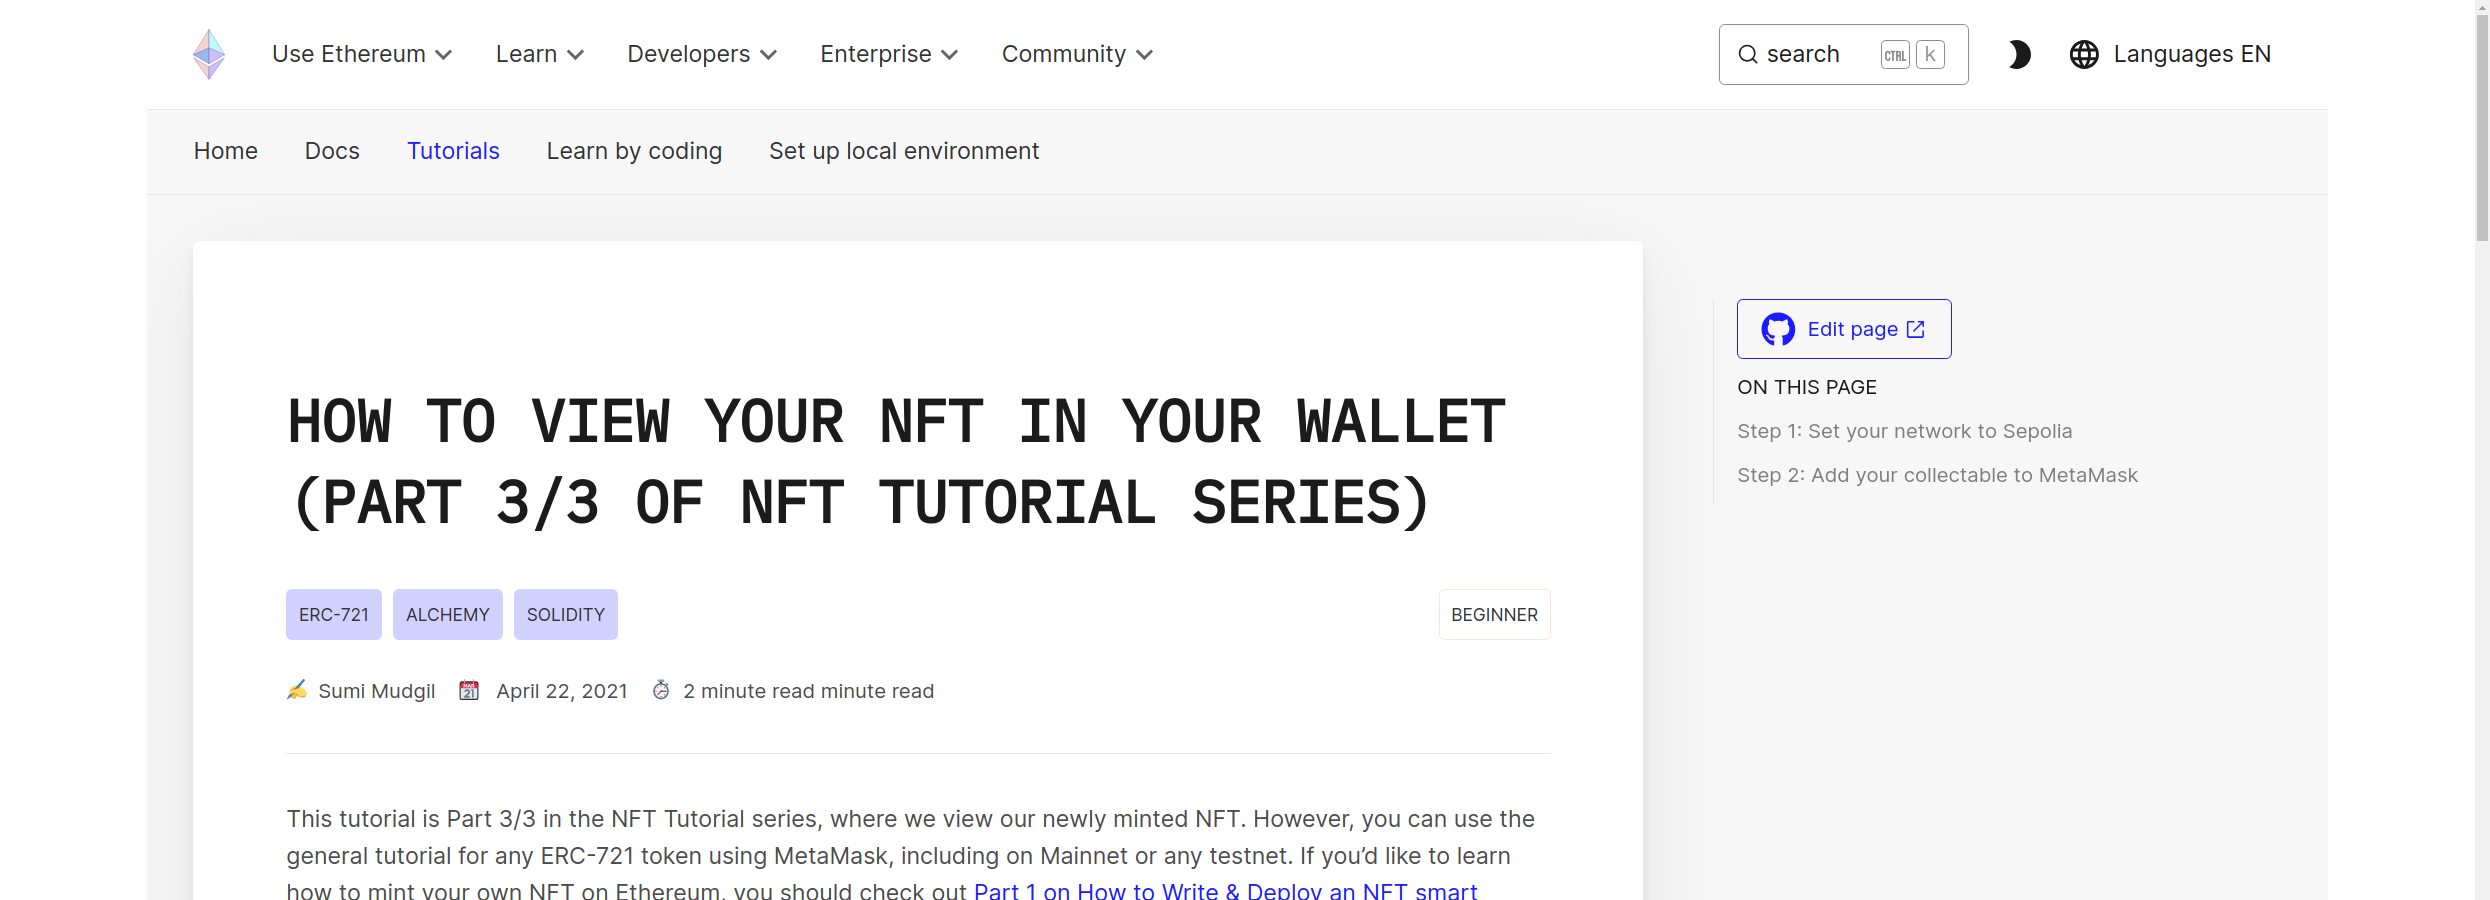 Use Ethereum Learn Developers Enterprise Community search CTRL k Languages EN
Home Docs Tutorials Learn by coding Set up local environment
HOW TO VIEW YOUR NFT IN YOUR WALLET
(PART 3/3 OF NFT TUTORIAL SERIES)
ERC-721 ALCHEMY SOLIDITY BEGINNER
Sumi Mudgil MAR 21 April 22, 2021 2 minute read minute read
This tutorial is Part 3/3 in the NFT Tutorial series, where we view our newly minted NFT. However, you can use the
general tutorial for any ERC-721 token using MetaMask, including on Mainnet or any testnet. If you’d like to learn
how to mint your own NFT on Ethereum, you should check out Part 1 on How to Write & Deploy an NFT smart
Edit page
ON THIS PAGE
Step 1: Set your network to Sepolia
Step 2: Add your collectable to MetaMask